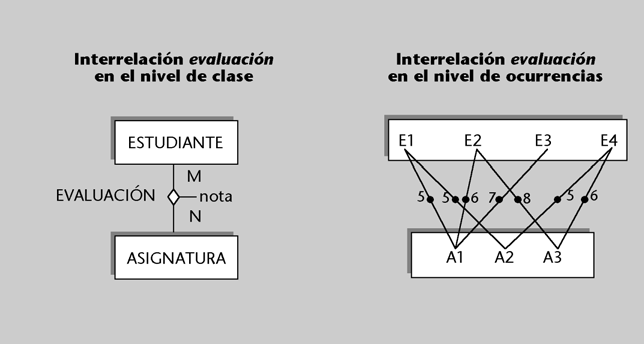 Interrelación evaluación
en el nivel de clase
ESTUDIANTE
M
EVALUACIÓN
nota
N
ASIGNATURA
Interrelación evaluación
en el nivel de ocurrencias
E1 E2 E3 E4
5 5 6 7 8 5 6
A1 A2 A3